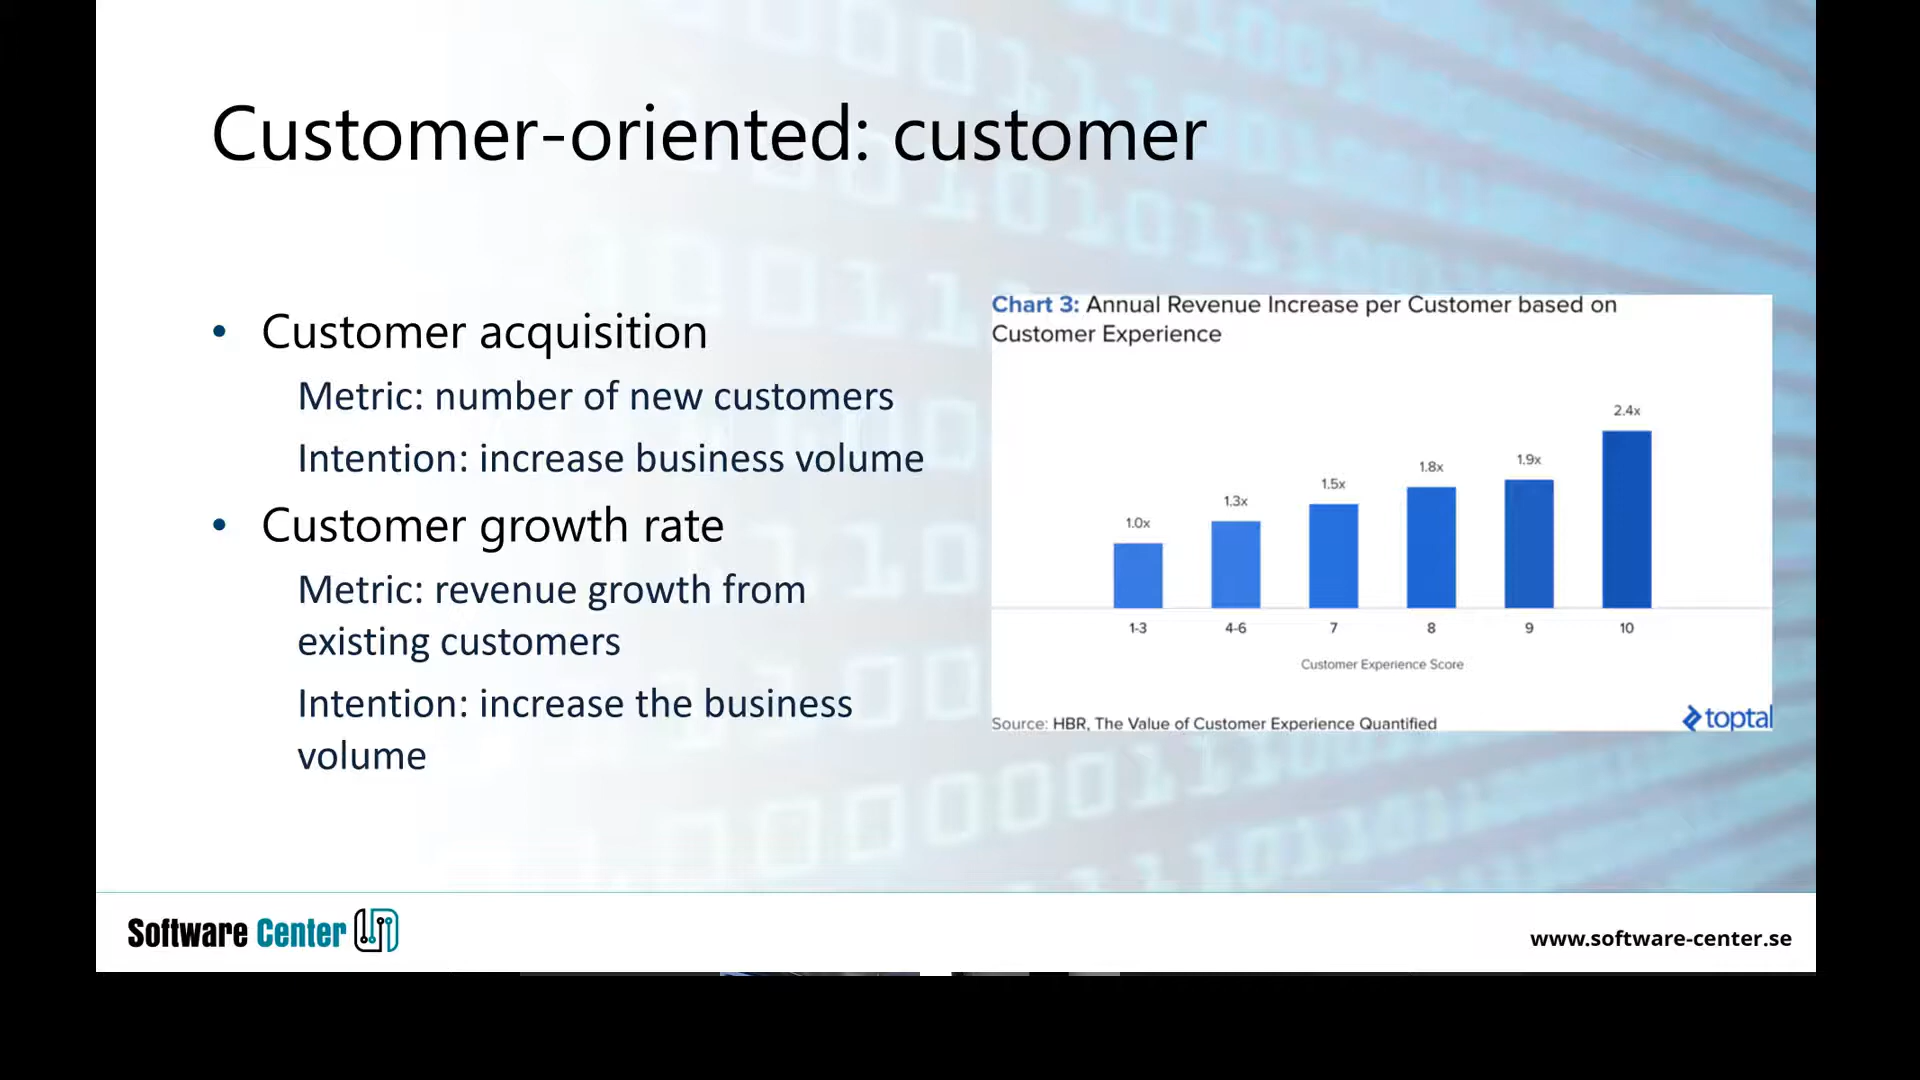 Customer-oriented: customer
• Customer acquisition
Metric: number of new customers
Intention: increase business volume
• Customer growth rate
Metric: revenue growth from
existing customers
Intention: increase the business
volume
Chart 3: Annual Revenue Increase per Customer based on
Customer Experience
1.0x 1.3x 1.5x 1.8x 1.9x 2.4x
1-3 4-6 7 8 9 10
Customer Experience Score
Source: HBR, The Value of Customer Experience Quantified
toptal
Software Center
www.software-center.se